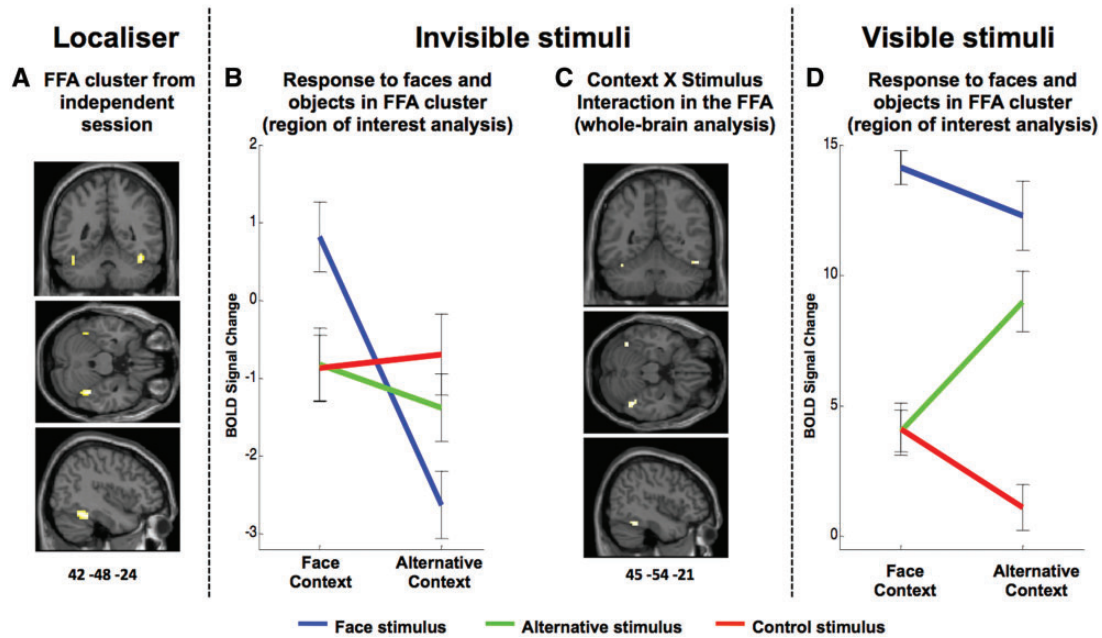 Localiser
Invisible stimuli
Visible stimuli
A
FFA cluster from
independent
session
B
Response to faces and
objects in FFA cluster
(region of interest analysis)
C
Context X Stimulus
Interaction in the FFA
(whole-brain analysis)
D
Response to faces and
objects in FFA cluster
(region of interest analysis)
42 -48 -24
BOLD Signal Change
2
1
0
-1
-2
-3
Face
Context
Alternative
Context
45 -54 -21
BOLD Signal Change
15
10
5
0
Face
Context
Alternative
Context
Face stimulus
Alternative stimulus
Control stimulus